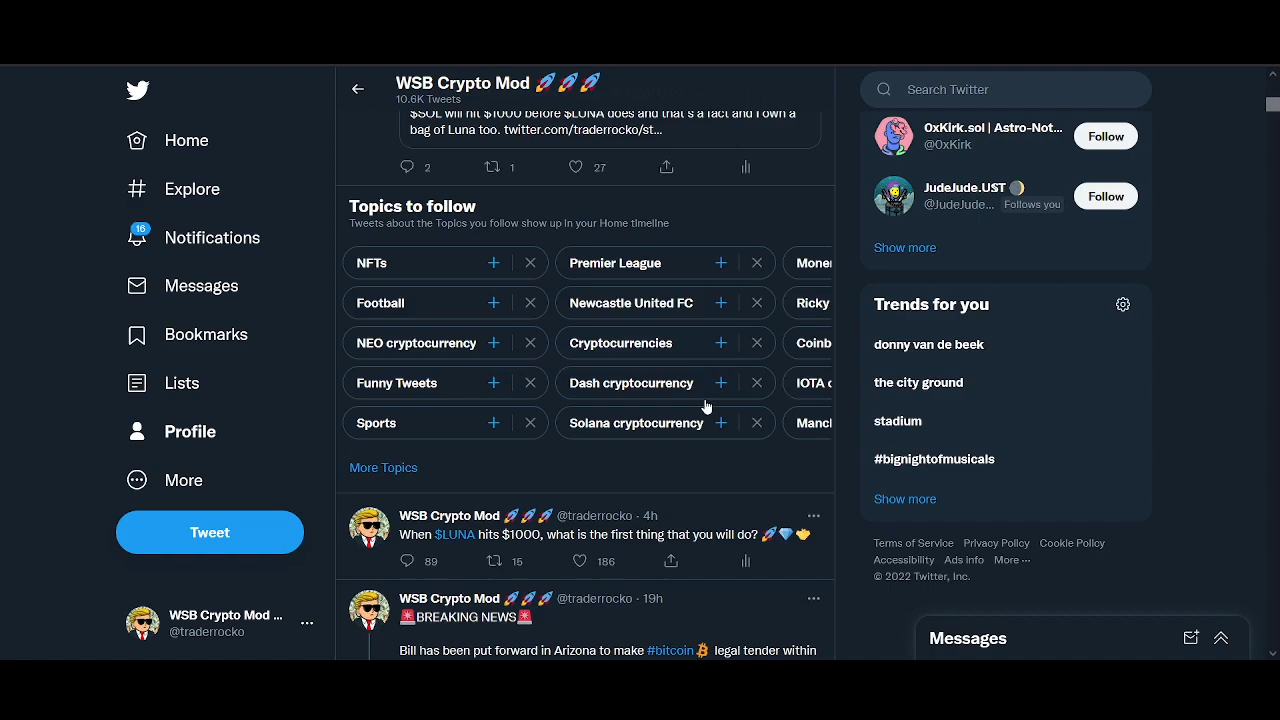 Home
Explore
16
Notifications
Messages
Bookmarks
Lists
Profile
More
Tweet
WSB Crypto Mod ...
@traderrocko
WSB Crypto Mod 🚀🚀🚀
10.6K Tweets
$SOL will hit $1000 before $LUNA does and that's a fact and I own a
bag of Luna too. twitter.com/traderrocko/st...
2 1 27
Topics to follow
Tweets about the Topics you follow show up in your Home timeline
NFTs Premier League Moner
Football Newcastle United FC Ricky
NEO cryptocurrency Cryptocurrencies Coinb
Funny Tweets Dash cryptocurrency IOTA c
Sports Solana cryptocurrency Manch
More Topics
WSB Crypto Mod 🚀🚀🚀 @traderrocko · 4h
When $LUNA hits $1000, what is the first thing that you will do? 🚀💎👐
89 15 186
WSB Crypto Mod 🚀🚀🚀 @traderrocko · 19h
🚨BREAKING NEWS🚨
Bill has been put forward in Arizona to make #bitcoin legal tender within
Search Twitter
0xKirk.sol | Astro-Not...
@0xKirk
Follow
JudeJude.UST 🌖
@JudeJude... Follows you
Follow
Show more
Trends for you
donny van de beek
the city ground
stadium
#bignightofmusicals
Show more
Terms of Service Privacy Policy Cookie Policy
Accessibility Ads info More ...
© 2022 Twitter, Inc.
Messages